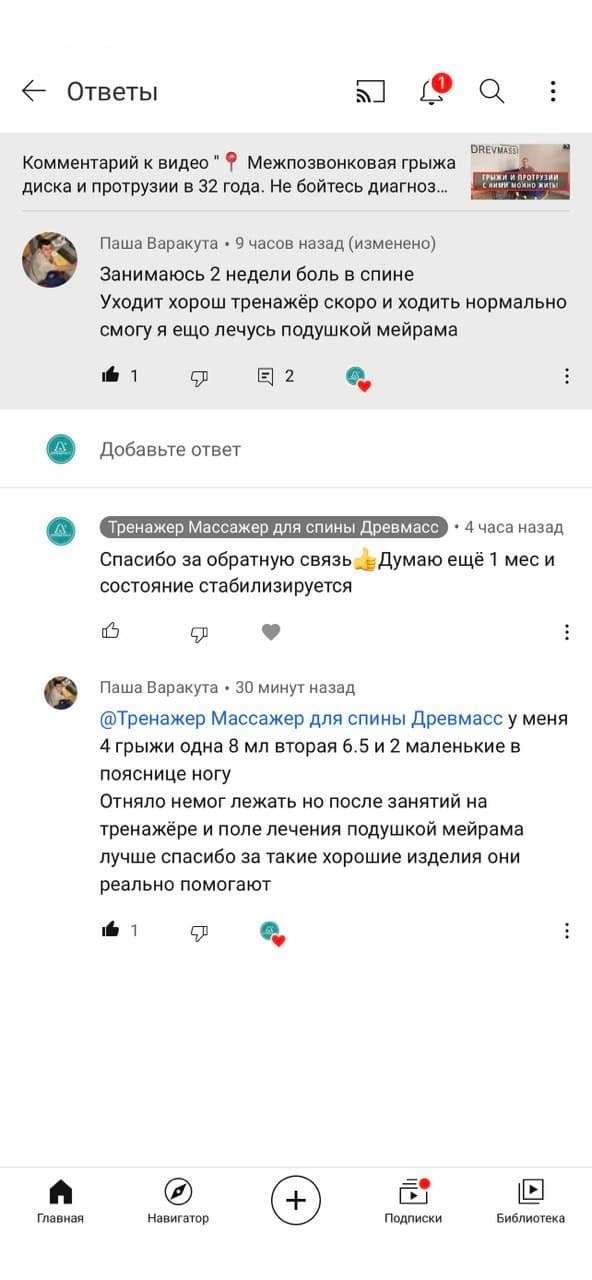 Ответы
1
Комментарий к видео "📍 Межпозвонковая грыжа
диска и протрузии в 32 года. Не бойтесь диагноз...
DREVMASS
ГРЫЖИ И ПРОТРУЗИИ
С НИМИ МОЖНО ЖИТЬ!
Паша Варакута • 9 часов назад (изменено)
Занимаюсь 2 недели боль в спине
Уходит хорош тренажёр скоро и ходить нормально
смогу я ещо лечусь подушкой мейрама
1
2
Добавьте ответ
Тренажер Массажер для спины Древмасс • 4 часа назад
Спасибо за обратную связь👍Думаю ещё 1 мес и
состояние стабилизируется
Паша Варакута • 30 минут назад
@Тренажер Массажер для спины Древмасс у меня
4 грыжи одна 8 мл вторая 6.5 и 2 маленькие в
пояснице ногу
Отняло немог лежать но после занятий на
тренажёре и поле лечения подушкой мейрама
лучше спасибо за такие хорошие изделия они
реально помогают
1
Главная
Навигатор
Подписки
Библиотека